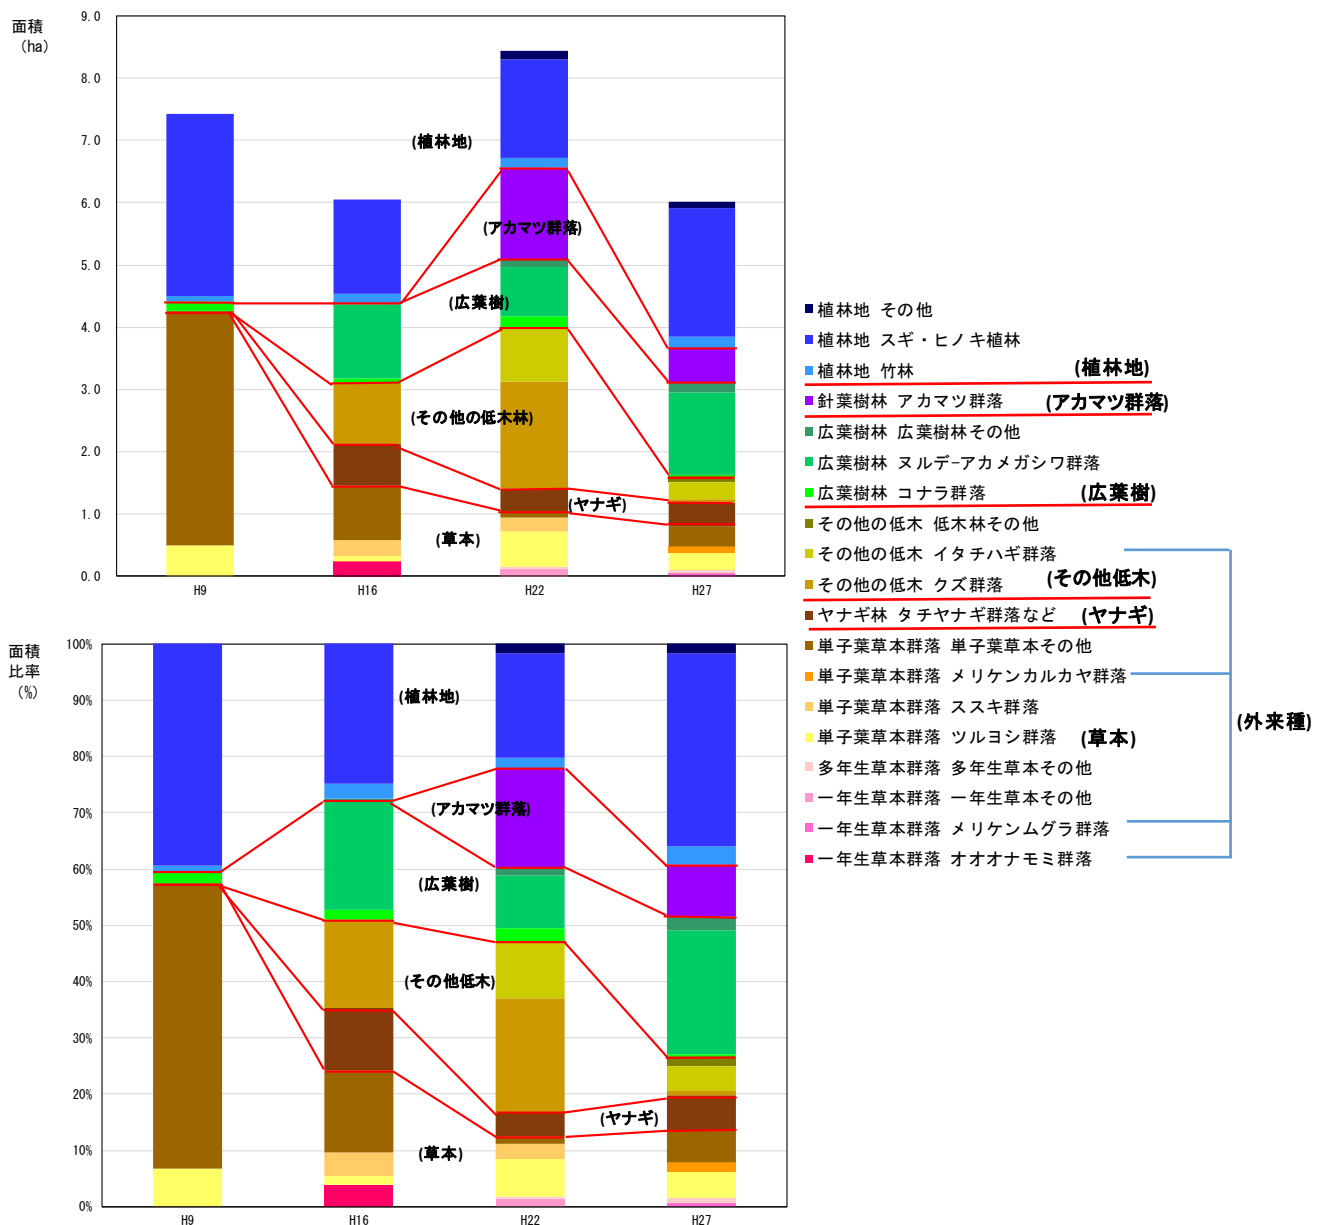 面積
（ha）
9.0
8.0
7.0
6.0
5.0
4.0
3.0
2.0
1.0
0.0
(植林地)
(アカマツ群落)
(広葉樹)
(その他の低木林)
(ヤナギ)
(草本)
H9
H16
H22
H27
植林地 その他
植林地 スギ・ヒノキ植林
植林地 竹林 (植林地)
針葉樹林 アカマツ群落 (アカマツ群落)
広葉樹林 広葉樹林その他
広葉樹林 ヌルデ-アカメガシワ群落
広葉樹林 コナラ群落 (広葉樹)
その他の低木 低木林その他
その他の低木 イタチハギ群落
その他の低木 クズ群落 (その他低木)
ヤナギ林 タチヤナギ群落など (ヤナギ)
単子葉草本群落 単子葉草本その他
単子葉草本群落 メリケンカルカヤ群落
単子葉草本群落 ススキ群落
単子葉草本群落 ツルヨシ群落 (草本)
多年生草本群落 多年生草本その他
一年生草本群落 一年生草本その他
一年生草本群落 メリケンムグラ群落
一年生草本群落 オオオナモミ群落
(外来種)
面積
比率
（%）
100%
90%
80%
70%
60%
50%
40%
30%
20%
10%
0%
(植林地)
(アカマツ群落)
(広葉樹)
(その他低木)
(ヤナギ)
(草本)
H9
H16
H22
H27